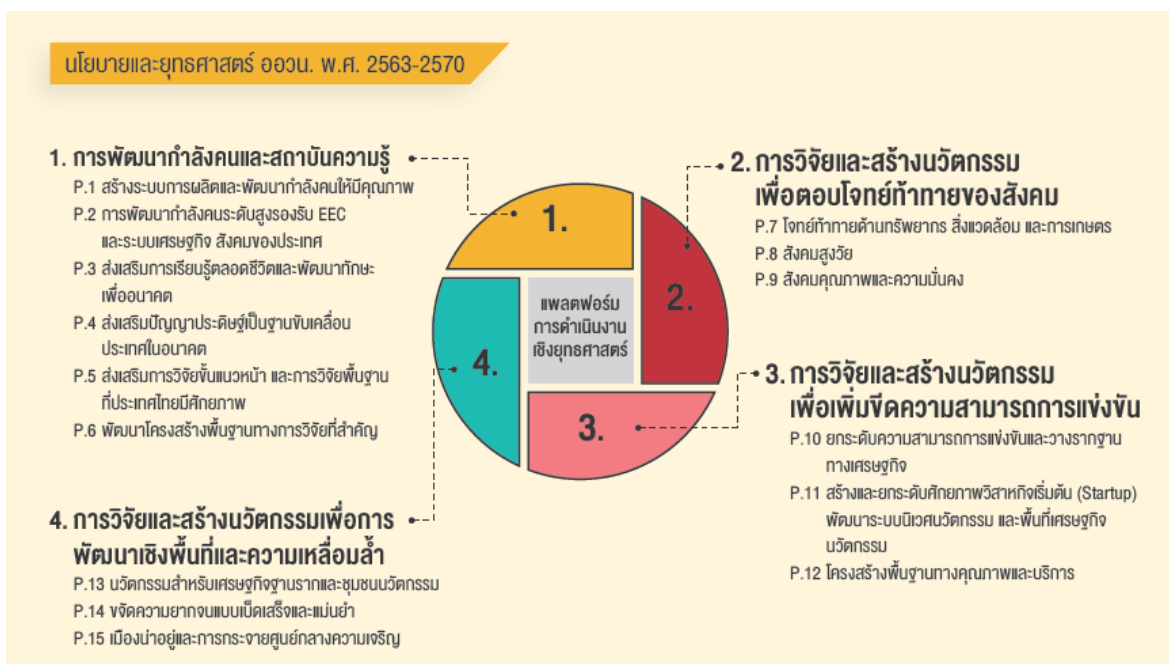 นโยบายและยุทธศาสตร์ ออวน. พ.ศ. 2563-2570
1. การพัฒนากำลังคนและสถาบันความรู้
P.1 สร้างระบบการผลิตและพัฒนากำลังคนให้มีคุณภาพ
P.2 การพัฒนากำลังคนระดับสูงรองรับ EEC
และระบบเศรษฐกิจ สังคมของประเทศ
P.3 ส่งเสริมการเรียนรู้ตลอดชีวิตและพัฒนาทักษะ
เพื่ออนาคต
P.4 ส่งเสริมปัญญาประดิษฐ์เป็นฐานขับเคลื่อน
ประเทศในอนาคต
P.5 ส่งเสริมการวิจัยขั้นแนวหน้า และการวิจัยพื้นฐาน
ที่ประเทศไทยมีศักยภาพ
P.6 พัฒนาโครงสร้างพื้นฐานทางการวิจัยที่สำคัญ
1.
2.
3.
4.
แพลตฟอร์ม
การดำเนินงาน
เชิงยุทธศาสตร์
2. การวิจัยและสร้างนวัตกรรม
เพื่อตอบโจทย์ท้าทายของสังคม
P.7 โจทย์ท้าทายด้านทรัพยากร สิ่งแวดล้อม และการเกษตร
P.8 สังคมสูงวัย
P.9 สังคมคุณภาพและความมั่นคง
3. การวิจัยและสร้างนวัตกรรม
เพื่อเพิ่มขีดความสามารถการแข่งขัน
P.10 ยกระดับความสามารถการแข่งขันและวางรากฐาน
ทางเศรษฐกิจ
P.11 สร้างและยกระดับศักยภาพวิสาหกิจเริ่มต้น (Startup)
พัฒนาระบบนิเวศนวัตกรรม และพื้นที่เศรษฐกิจ
นวัตกรรม
P.12 โครงสร้างพื้นฐานทางคุณภาพและบริการ
4. การวิจัยและสร้างนวัตกรรมเพื่อการ
พัฒนาเชิงพื้นที่และความเหลื่อมล้ำ
P.13 นวัตกรรมสำหรับเศรษฐกิจฐานรากและชุมชนนวัตกรรม
P.14 ขจัดความยากจนแบบเบ็ดเสร็จและแม่นยำ
P.15 เมืองน่าอยู่และการกระจายศูนย์กลางความเจริญ